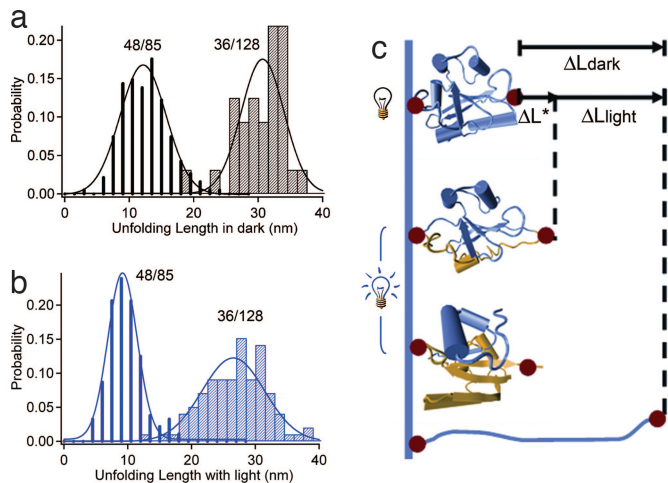 a
Probability
0.20
0.15
0.10
0.05
0.00
48/85
36/128
0
10
20
30
40
Unfolding Length in dark (nm)
b
Probability
0.20
0.15
0.10
0.05
0.00
48/85
36/128
0
10
20
30
40
Unfolding Length with light (nm)
c
ΔLdark
ΔL*
ΔLlight